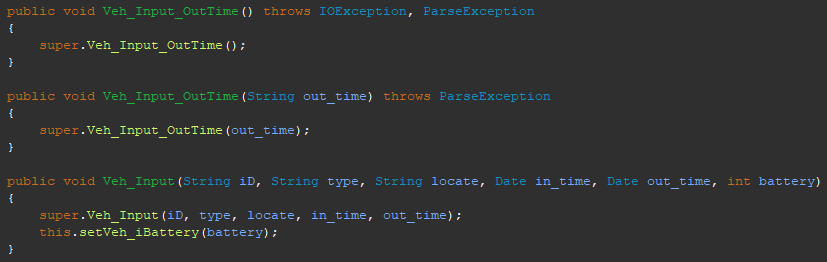 public void Veh_Input_OutTime() throws IOException, ParseException
{
    super.Veh_Input_OutTime();
}

public void Veh_Input_OutTime(String out_time) throws ParseException
{
    super.Veh_Input_OutTime(out_time);
}

public void Veh_Input(String iD, String type, String locate, Date in_time, Date out_time, int battery)
{
    super.Veh_Input(iD, type, locate, in_time, out_time);
    this.setVeh_iBattery(battery);
}